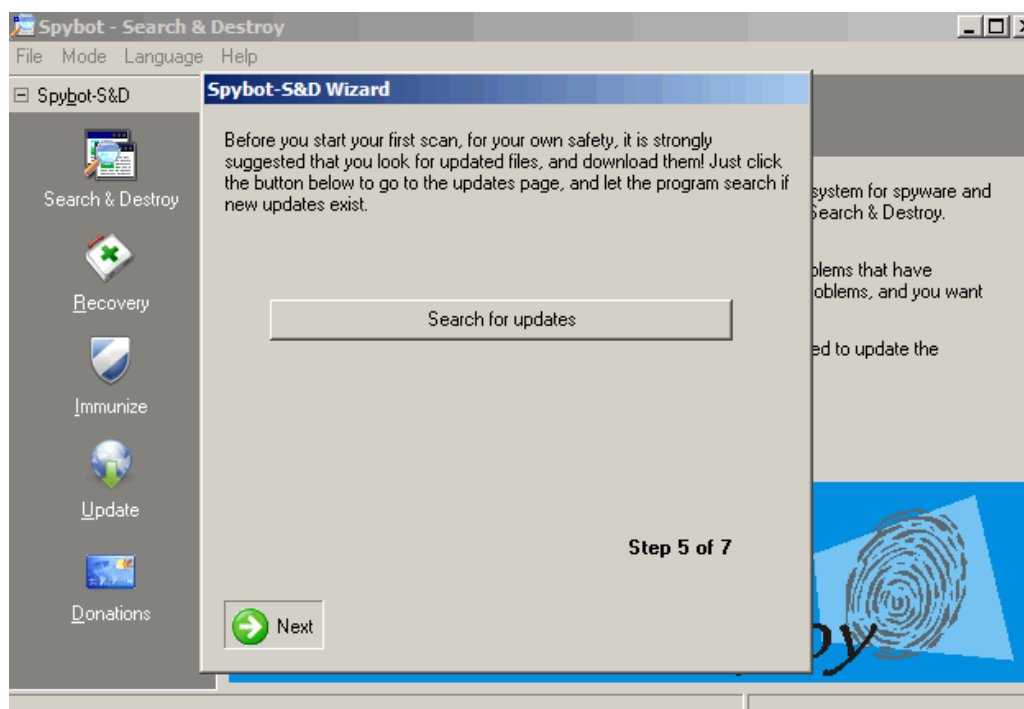 Spybot - Search & Destroy
File Mode Language Help
Spybot-S&D
Search & Destroy
Recovery
Immunize
Update
Donations
Spybot-S&D Wizard
Before you start your first scan, for your own safety, it is strongly
suggested that you look for updated files, and download them! Just click
the button below to go to the updates page, and let the program search if
new updates exist.
Search for updates
Step 5 of 7
Next
system for spyware and
Search & Destroy.
have
and you want
to update the